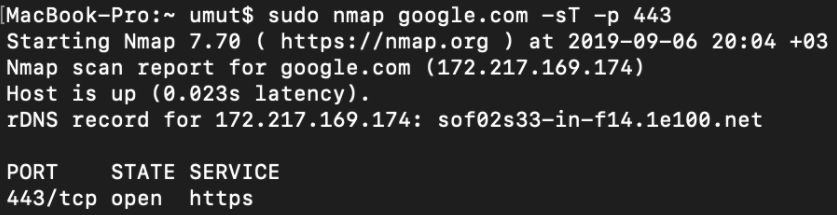 [MacBook-Pro:~ umut$ sudo nmap google.com -sT -p 443
Starting Nmap 7.70 ( https://nmap.org ) at 2019-09-06 20:04 +03
Nmap scan report for google.com (172.217.169.174)
Host is up (0.023s latency).
rDNS record for 172.217.169.174: sof02s33-in-f14.1e100.net

PORT    STATE SERVICE
443/tcp open  https